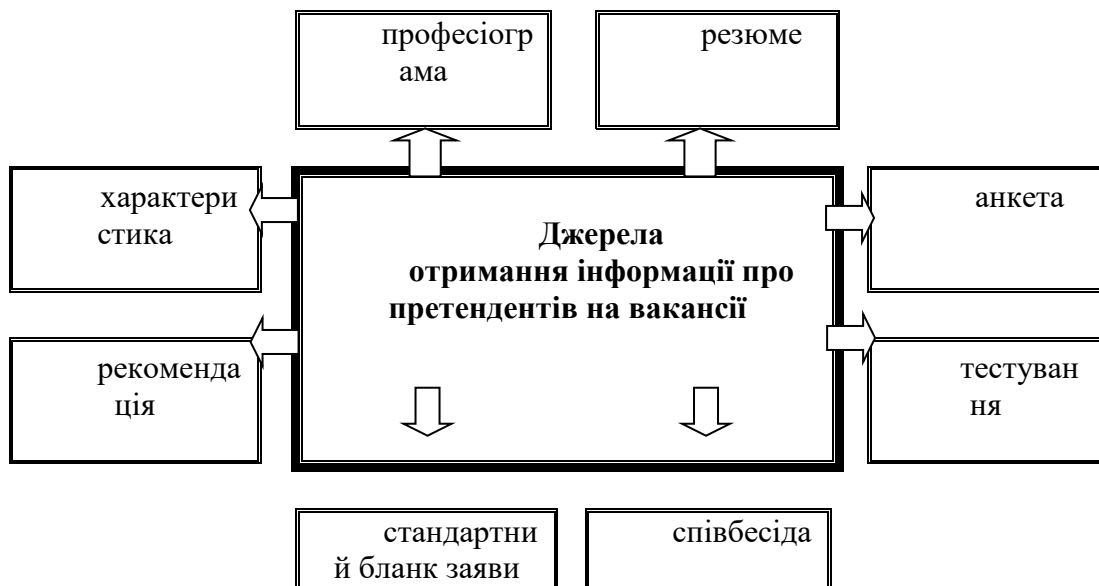 професіогр
ама
резюме
характери
стика
Джерела
отримання інформації про
претендентів на вакансії
анкета
рекоменда
ція
тестуван
ня
стандартни
й бланк заяви
співбесіда